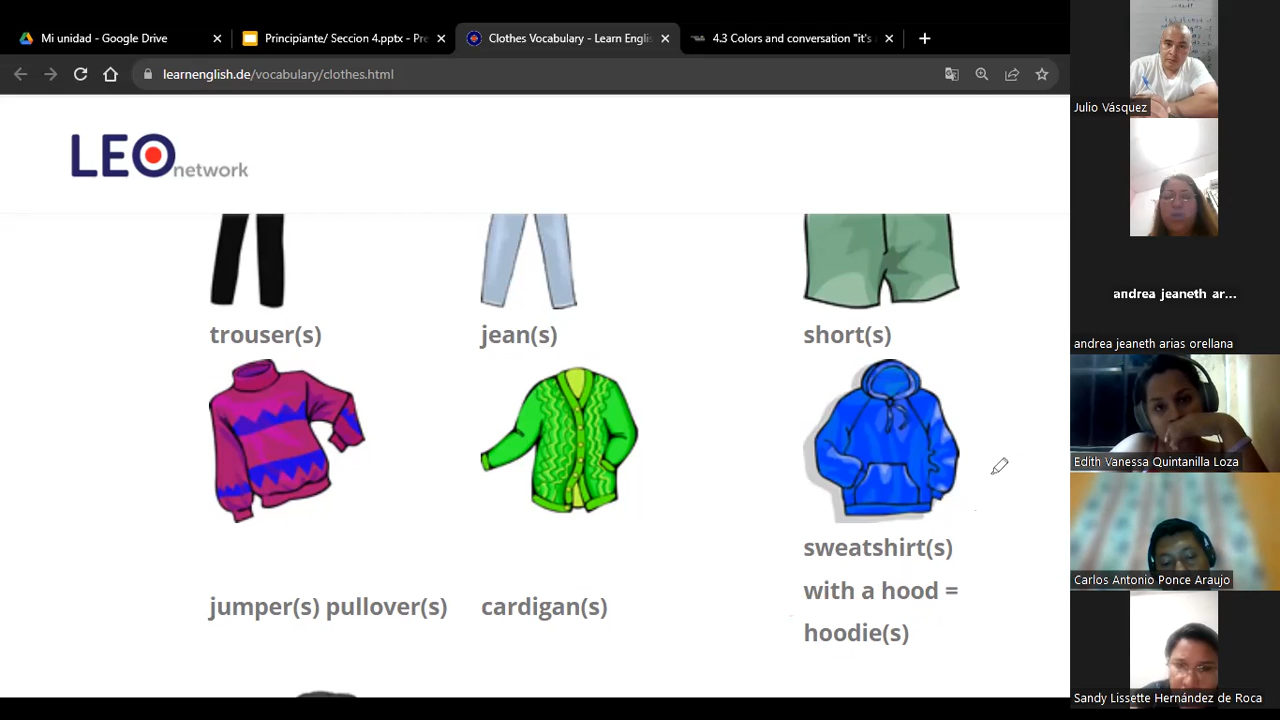 Mi unidad - Google Drive
Principiante/ Seccion 4.pptx - Pre
Clothes Vocabulary - Learn Englis
4.3 Colors and conversation "it's a
learnenglish.de/vocabulary/clothes.html
LEO network
trouser(s)
jean(s)
short(s)
jumper(s) pullover(s)
cardigan(s)
sweatshirt(s)
with a hood =
hoodie(s)
Julio Vásquez
andrea jeaneth ar...
andrea jeaneth arias orellana
Edith Vanessa Quintanilla Loza
Carlos Antonio Ponce Araujo
Sandy Lissette Hernández de Roca